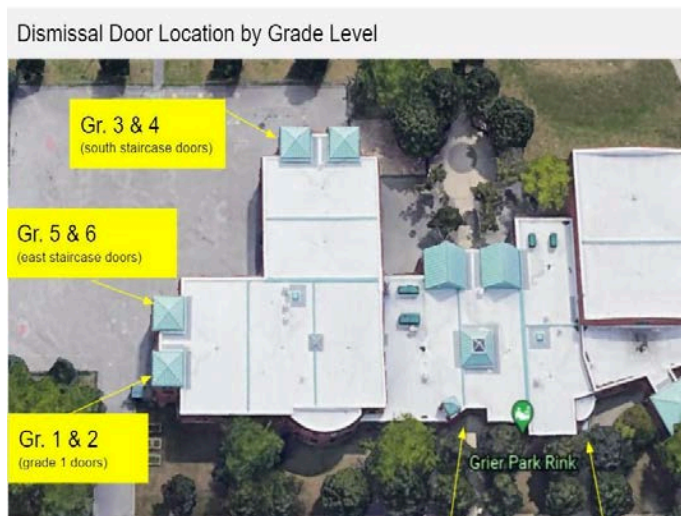 Dismissal Door Location by Grade Level
Gr. 3 & 4
(south staircase doors)
Gr. 5 & 6
(east staircase doors)
Gr. 1 & 2
(grade 1 doors)
Grier Park Rink